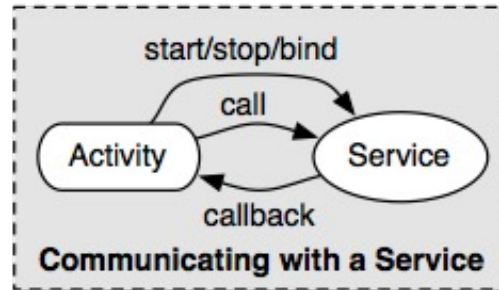 start/stop/bind
call
Activity
Service
callback
Communicating with a Service